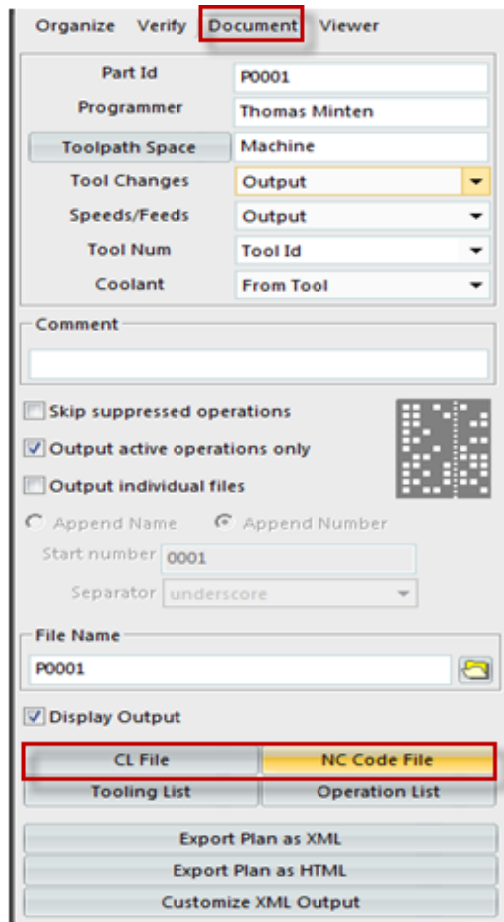 Organize Verify Document Viewer
Part Id P0001
Programmer Thomas Minten
Toolpath Space Machine
Tool Changes Output
Speeds/Feeds Output
Tool Num Tool Id
Coolant From Tool
Comment
Skip suppressed operations
Output active operations only
Output individual files
Append Name Append Number
Start number 0001
Separator underscore
File Name
P0001
Display Output
CL File NC Code File
Tooling List Operation List
Export Plan as XML
Export Plan as HTML
Customize XML Output